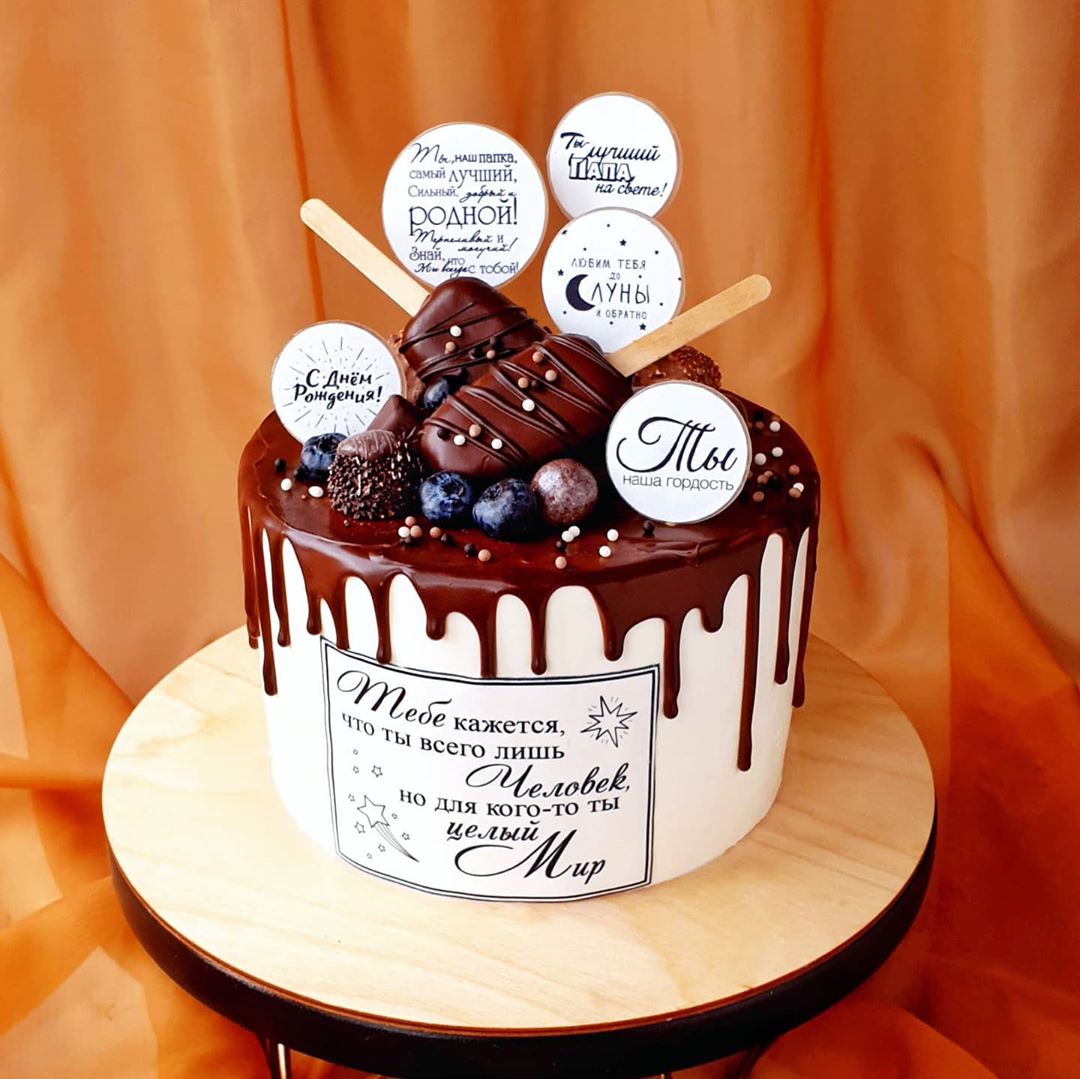 Ты, наш папка,
самый лучший,
Сильный, добрый и
родной!
Терпеливый и
могучий!
Знай, что
Мы всегда с тобой!
Ты лучший
ПАПА
на свете!
ЛЮБИМ ТЕБЯ
ДО
ЛУНЫ
И ОБРАТНО
С Днём
Рождения!
Ты
наша гордость
Тебе кажется,
что ты всего лишь
Человек,
но для кого-то ты
целый
Мир